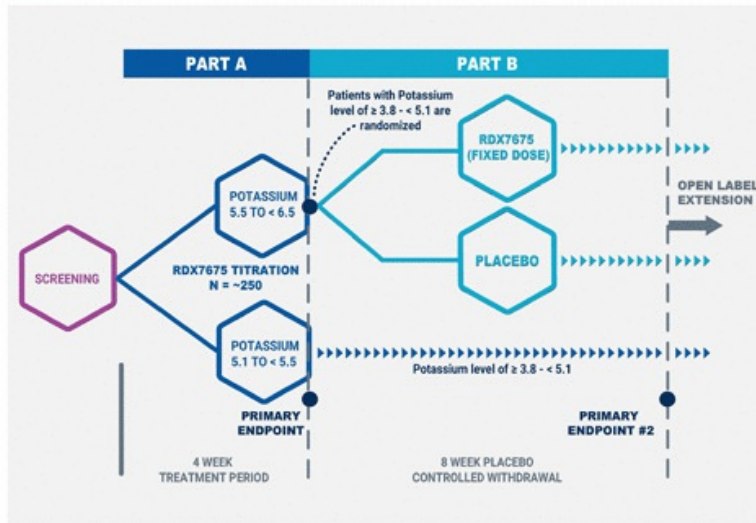 PART A
PART B
Patients with Potassium
level of ≥ 3.8 - < 5.1 are
randomized
RDX7675
(FIXED DOSE)
POTASSIUM
5.5 TO < 6.5
OPEN LABEL
EXTENSION
SCREENING
RDX7675 TITRATION
N = ~250
PLACEBO
POTASSIUM
5.1 TO < 5.5
Potassium level of ≥ 3.8 - < 5.1
PRIMARY
ENDPOINT
PRIMARY
ENDPOINT #2
4 WEEK
TREATMENT PERIOD
8 WEEK PLACEBO
CONTROLLED WITHDRAWAL